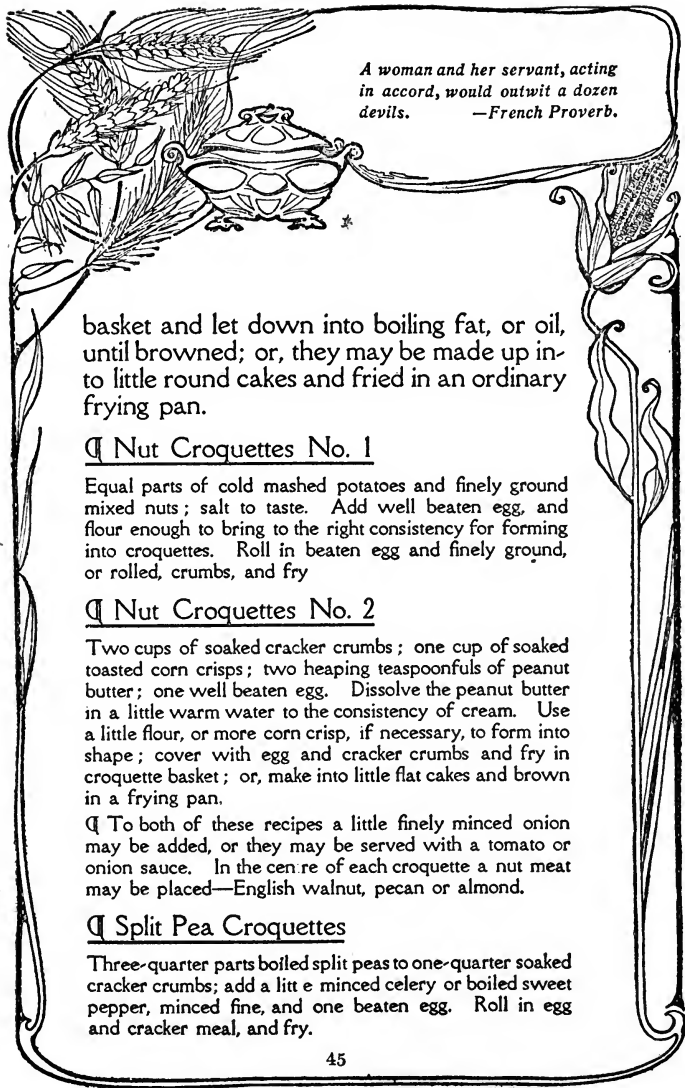 A woman and her servant, acting
in accord, would outwit a dozen
devils. —French Proverb.
basket and let down into boiling fat, or oil,
until browned; or, they may be made up in-
to little round cakes and fried in an ordinary
frying pan.
¶ Nut Croquettes No. 1
Equal parts of cold mashed potatoes and finely ground
mixed nuts; salt to taste. Add well beaten egg, and
flour enough to bring to the right consistency for forming
into croquettes. Roll in beaten egg and finely ground,
or rolled, crumbs, and fry
¶ Nut Croquettes No. 2
Two cups of soaked cracker crumbs; one cup of soaked
toasted corn crisps; two heaping teaspoonfuls of peanut
butter; one well beaten egg. Dissolve the peanut butter
in a little warm water to the consistency of cream. Use
a little flour, or more corn crisp, if necessary, to form into
shape; cover with egg and cracker crumbs and fry in
croquette basket; or, make into little flat cakes and brown
in a frying pan.
¶ To both of these recipes a little finely minced onion
may be added, or they may be served with a tomato or
onion sauce. In the cen re of each croquette a nut meat
may be placed—English walnut, pecan or almond.
¶ Split Pea Croquettes
Three-quarter parts boiled split peas to one-quarter soaked
cracker crumbs; add a litt e minced celery or boiled sweet
pepper, minced fine, and one beaten egg. Roll in egg
and cracker meal, and fry.
45